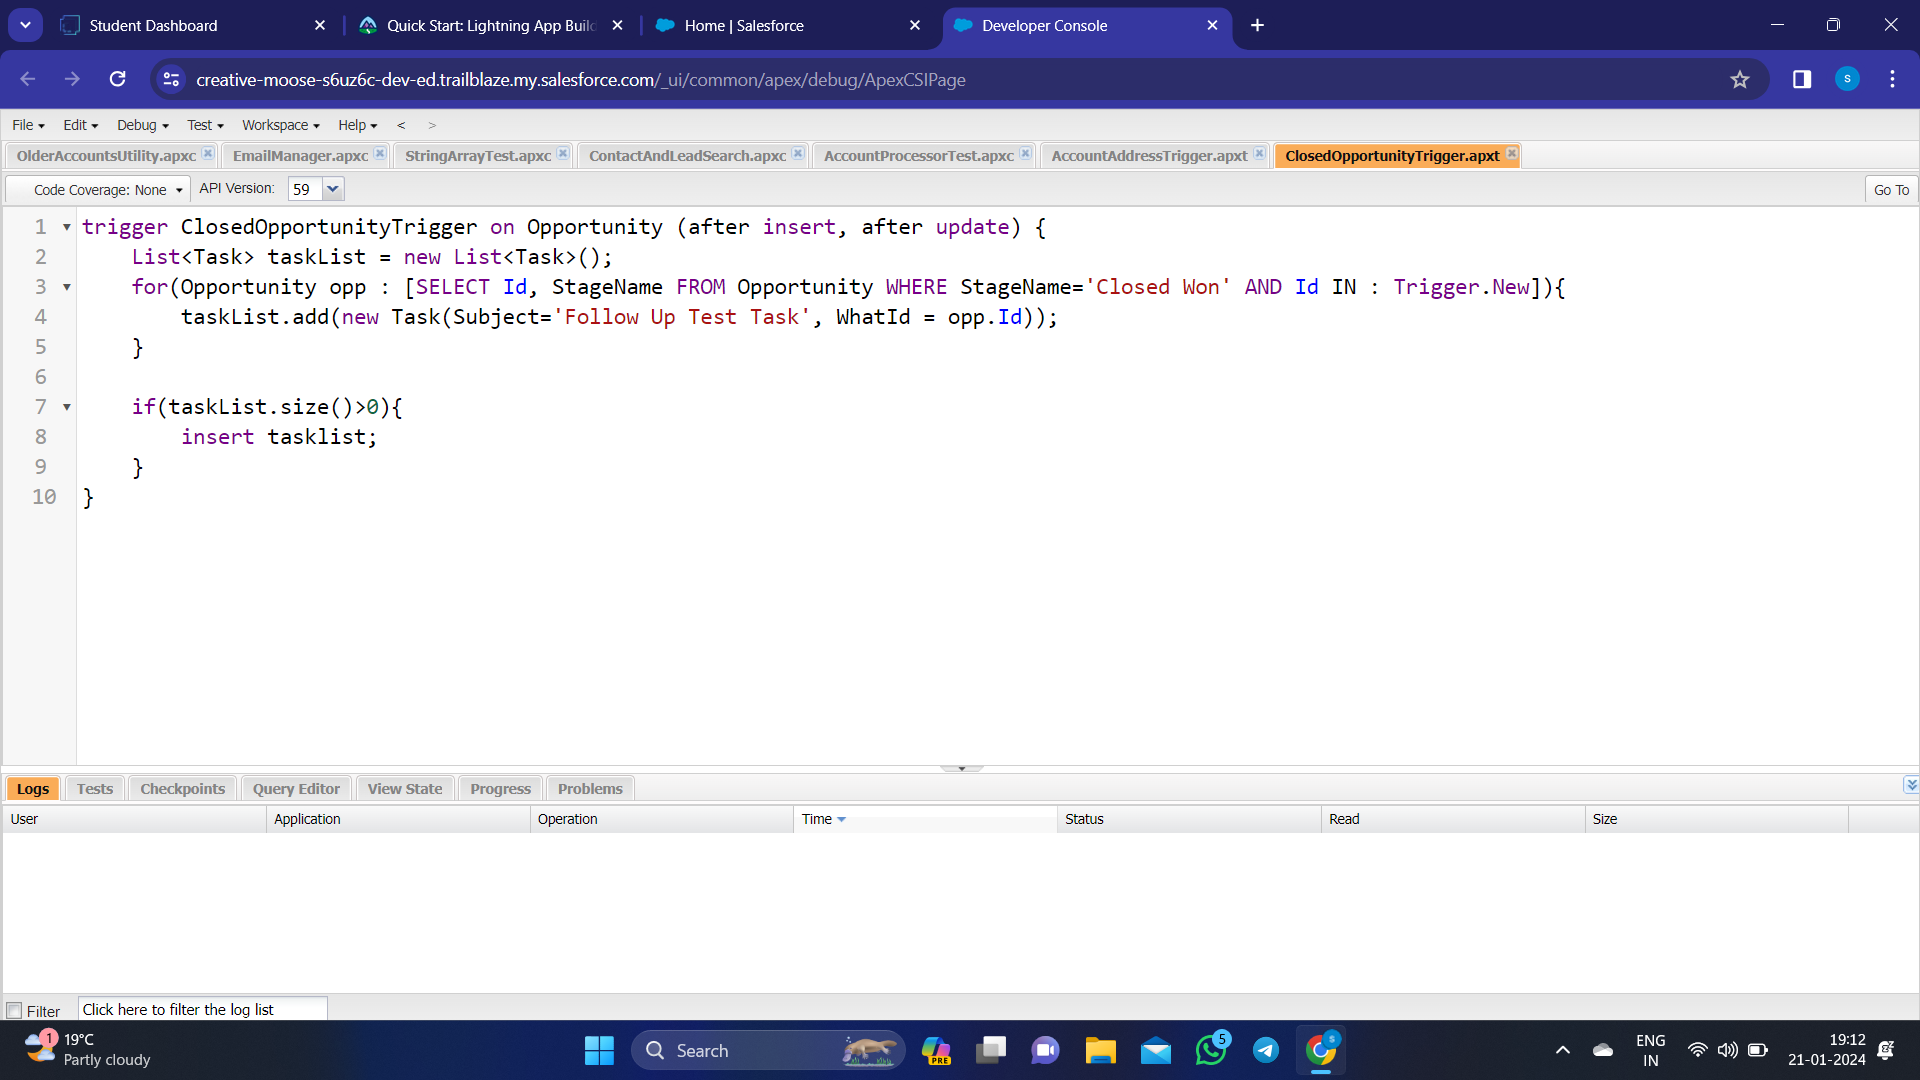 Student Dashboard
Quick Start: Lightning App Buil
Home | Salesforce
Developer Console
creative-moose-s6uz6c-dev-ed.trailblaze.my.salesforce.com/_ui/common/apex/debug/ApexCSIPage
S
File Edit Debug Test Workspace Help < >
OlderAccountsUtility.apxc EmailManager.apxc StringArrayTest.apxc ContactAndLeadSearch.apxc AccountProcessorTest.apxc AccountAddressTrigger.apxt ClosedOpportunityTrigger.apxt
Code Coverage: None API Version: 59 Go To
1 trigger ClosedOpportunityTrigger on Opportunity (after insert, after update) {
2 List<Task> taskList = new List<Task>();
3 for(Opportunity opp : [SELECT Id, StageName FROM Opportunity WHERE StageName='Closed Won' AND Id IN : Trigger.New]){
4 taskList.add(new Task(Subject='Follow Up Test Task', WhatId = opp.Id));
5 }
6
7 if(taskList.size()>0){
8 insert tasklist;
9 }
10 }
Logs Tests Checkpoints Query Editor View State Progress Problems
User Application Operation Time Status Read Size
Filter Click here to filter the log list
1
19°C
Partly cloudy
Search
PRE
5
S
ENG
IN
19:12
21-01-2024